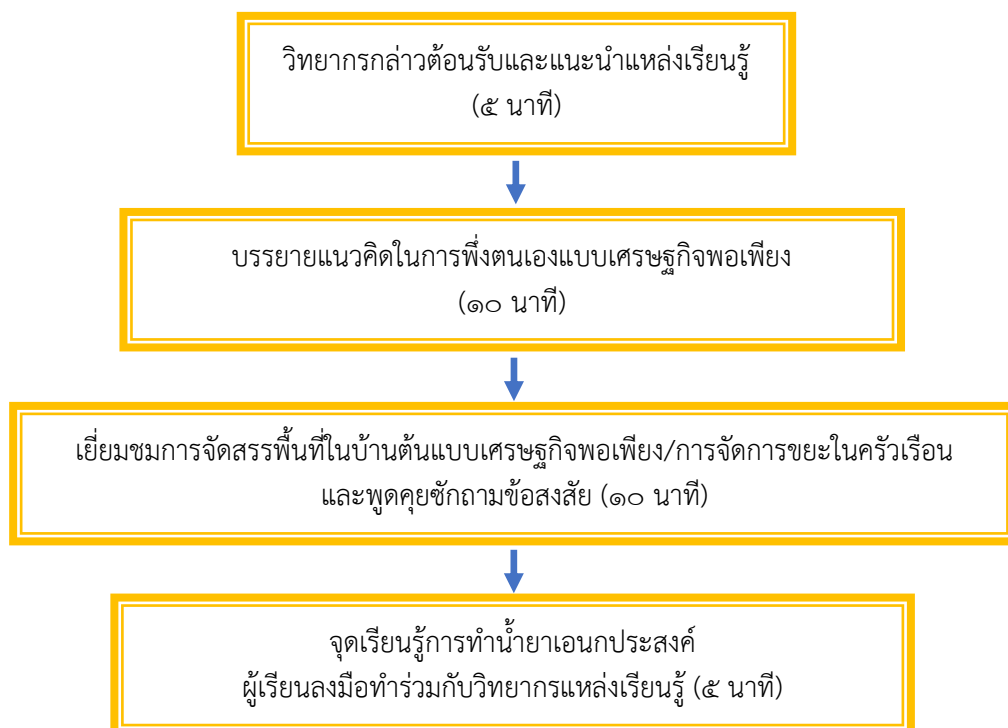 วิทยากรกล่าวต้อนรับและแนะนำแหล่งเรียนรู้
(๕ นาที)
บรรยายแนวคิดในการพึ่งตนเองแบบเศรษฐกิจพอเพียง
(๑๐ นาที)
เยี่ยมชมการจัดสรรพื้นที่ในบ้านต้นแบบเศรษฐกิจพอเพียง/การจัดการขยะในครัวเรือน
และพูดคุยซักถามข้อสงสัย (๑๐ นาที)
จุดเรียนรู้การทำน้ำยาเอนกประสงค์
ผู้เรียนลงมือทำร่วมกับวิทยากรแหล่งเรียนรู้ (๕ นาที)